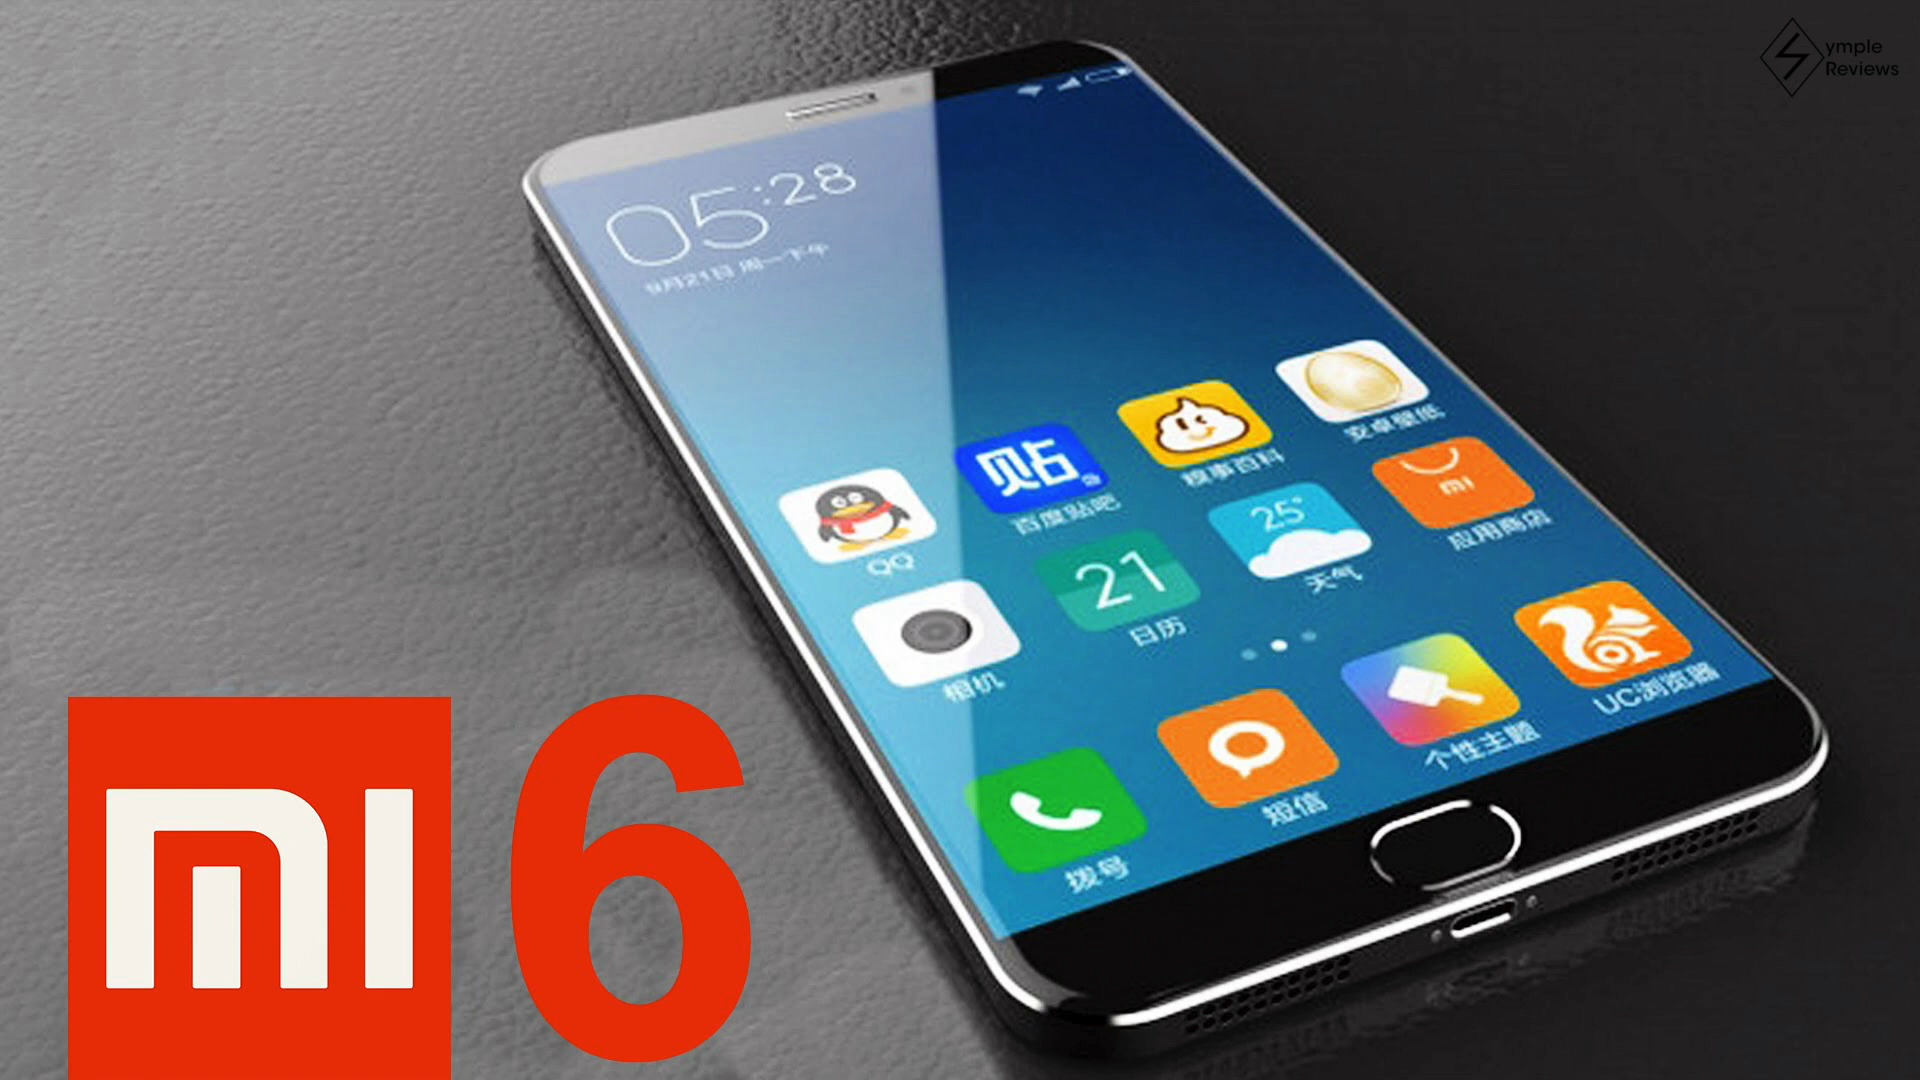 ymple
Reviews
05:28
9月21日 周一下午
QQ
贴
百度贴吧
糗事百科
安卓壁纸
相机
21
日历
25°
天气
mi
应用商店
拨号
短信
个性主题
UC浏览器
MI 6